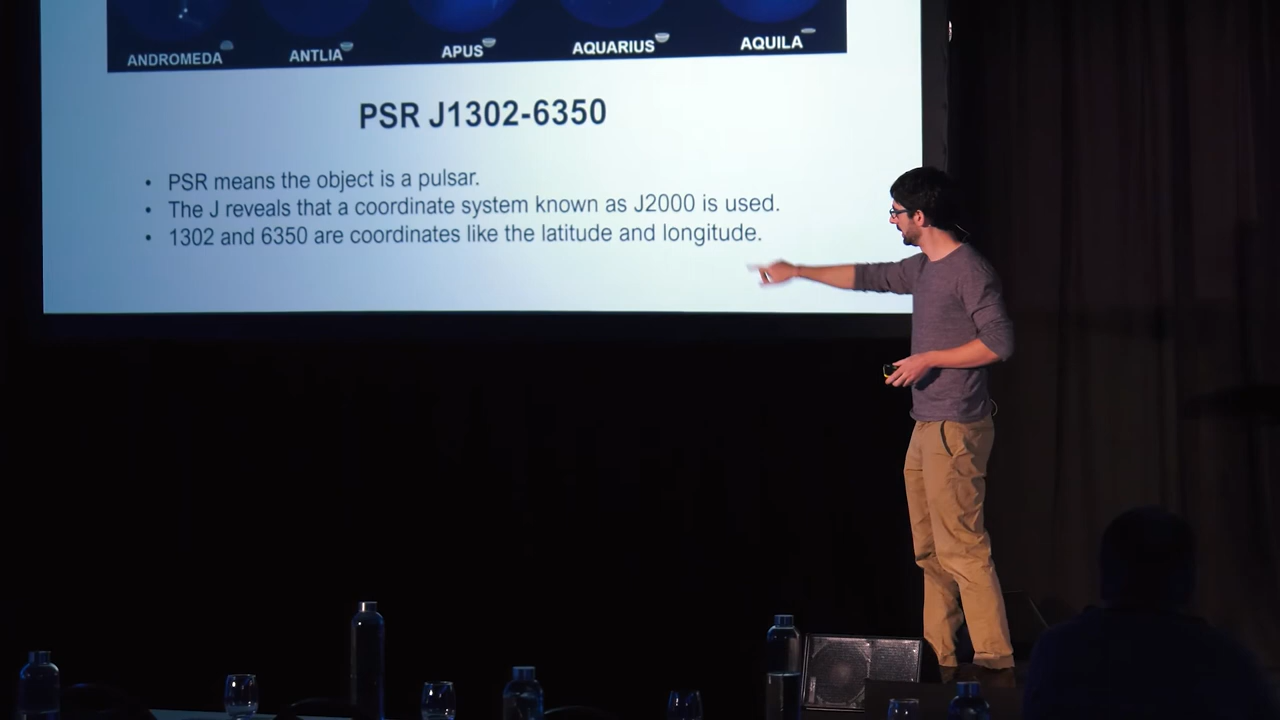 ANDROMEDA ANTLIA APUS AQUARIUS AQUILA
PSR J1302-6350
• PSR means the object is a pulsar.
• The J reveals that a coordinate system known as J2000 is used.
• 1302 and 6350 are coordinates like the latitude and longitude.